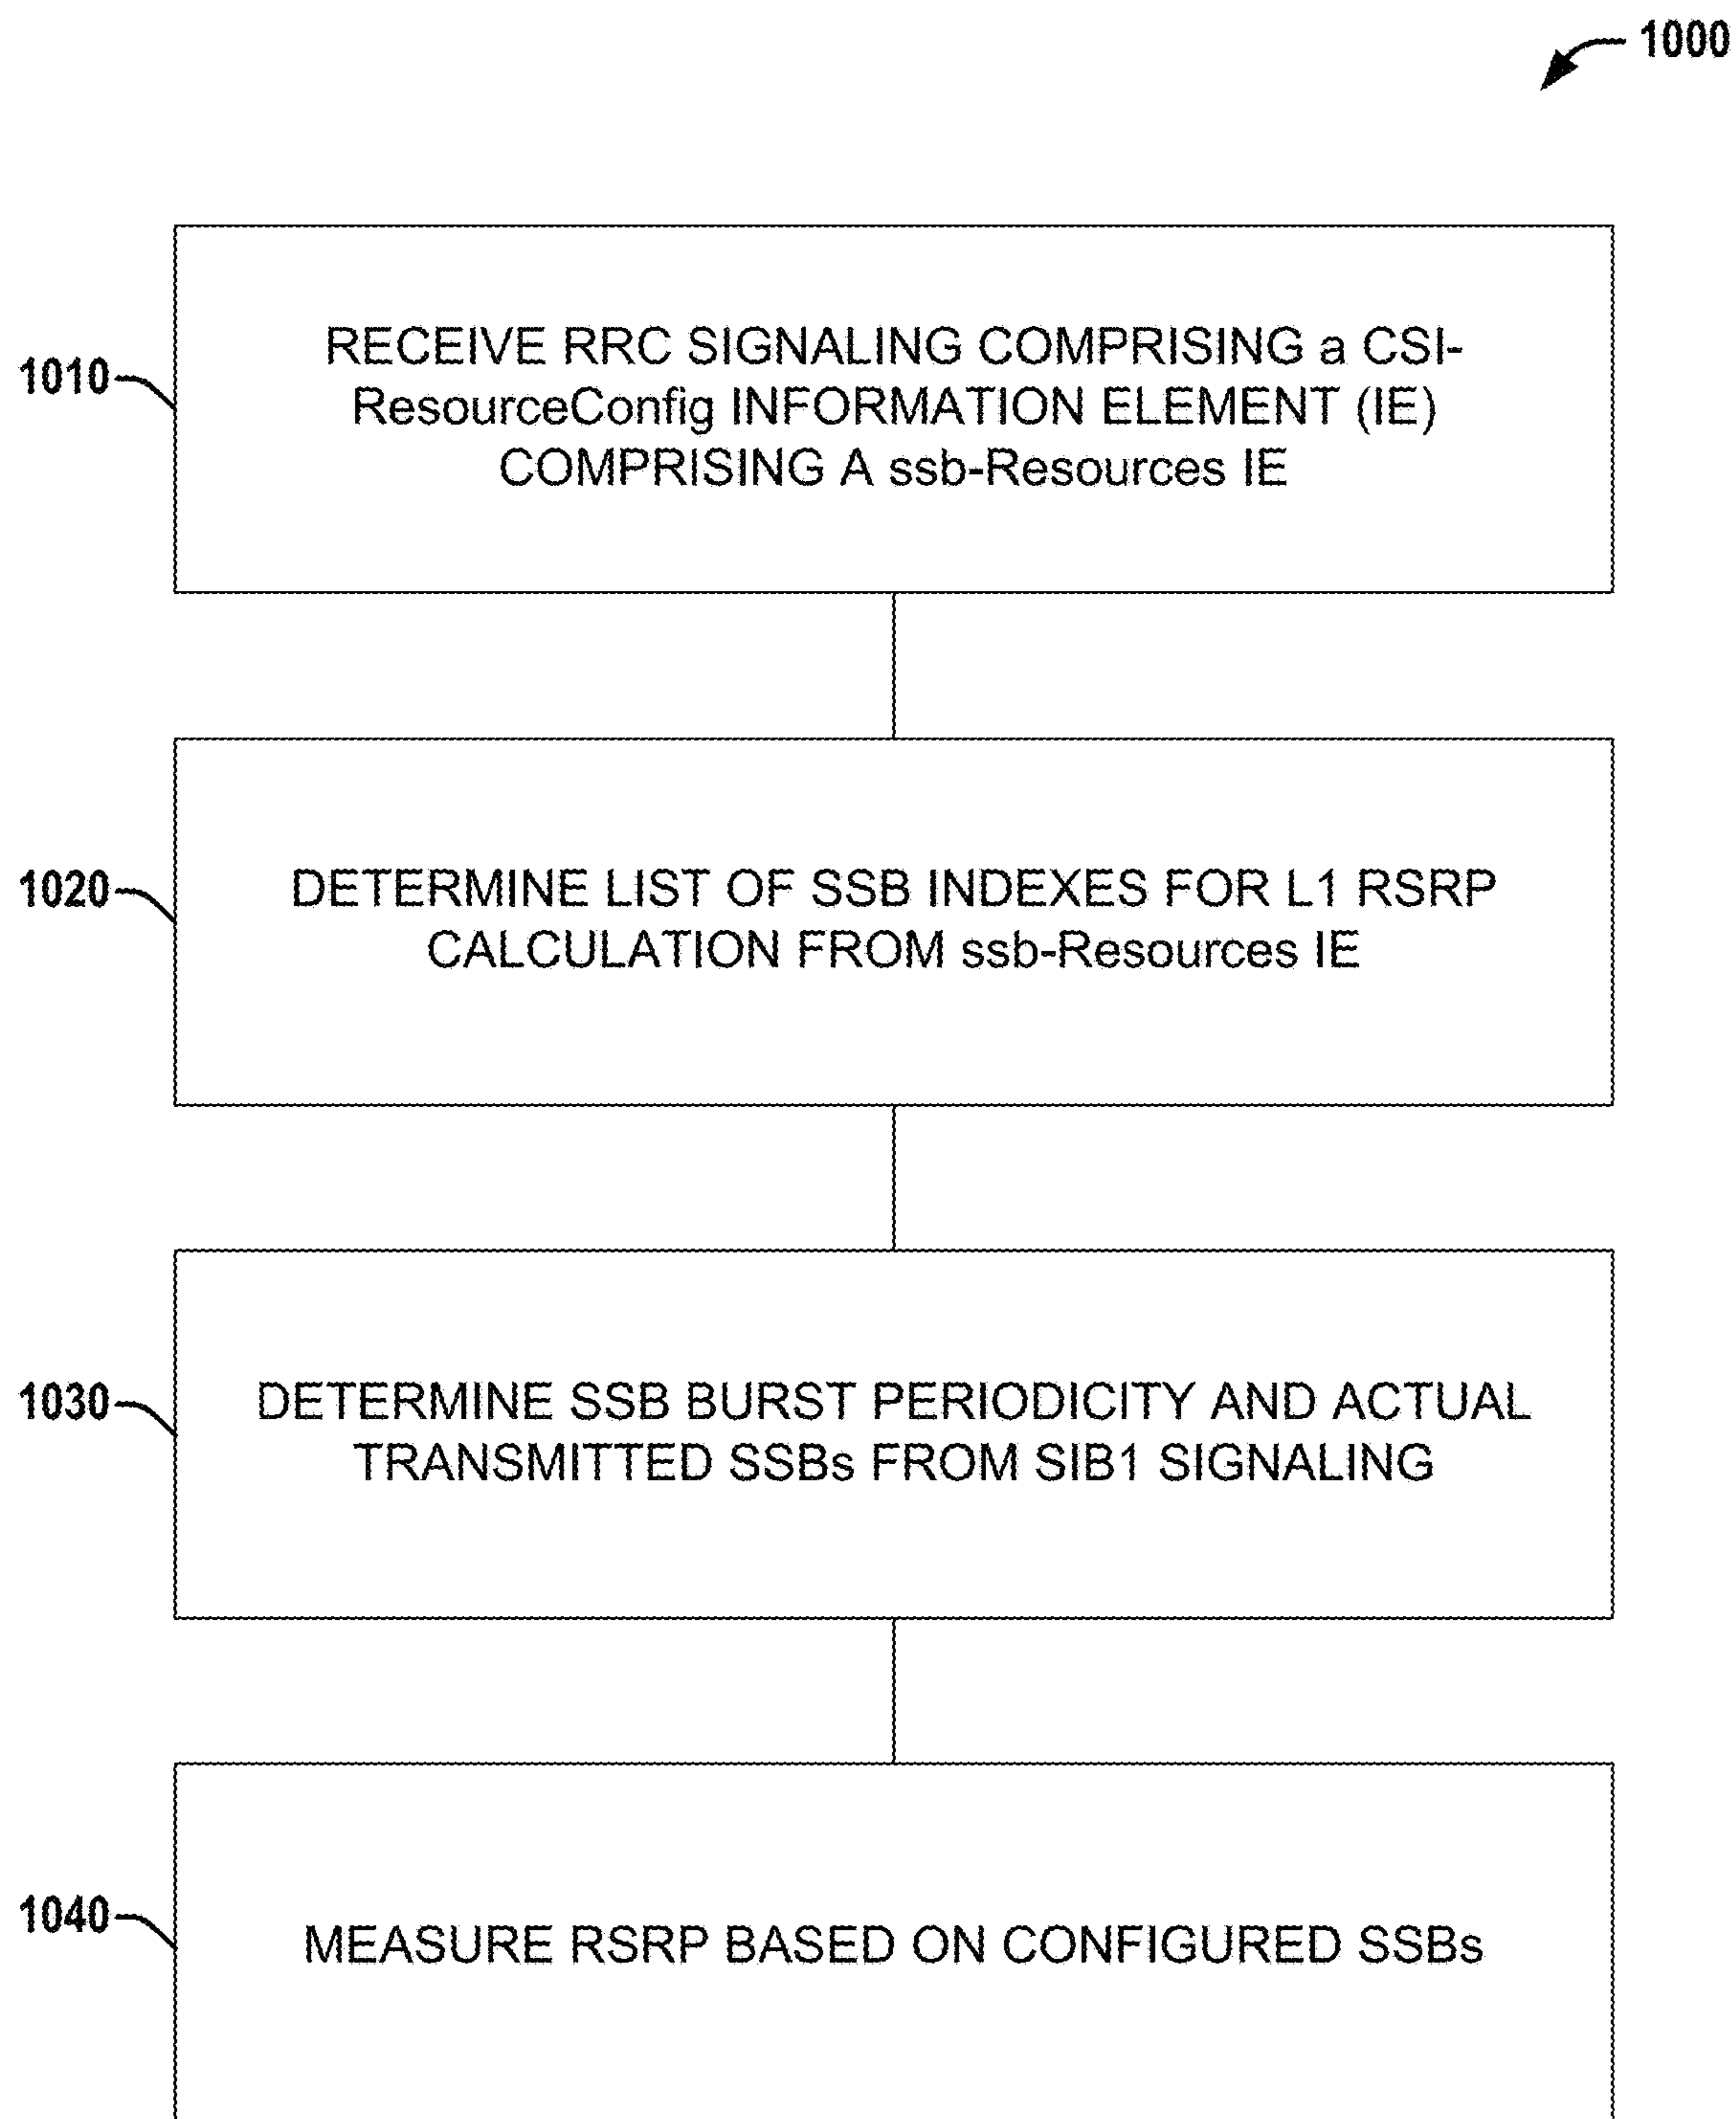 1000
1010
RECEIVE RRC SIGNALING COMPRISING a CSI-
ResourceConfig INFORMATION ELEMENT (IE)
COMPRISING A ssb-Resources IE
1020
DETERMINE LIST OF SSB INDEXES FOR L1 RSRP
CALCULATION FROM ssb-Resources IE
1030
DETERMINE SSB BURST PERIODICITY AND ACTUAL
TRANSMITTED SSBs FROM SIB1 SIGNALING
1040
MEASURE RSRP BASED ON CONFIGURED SSBs